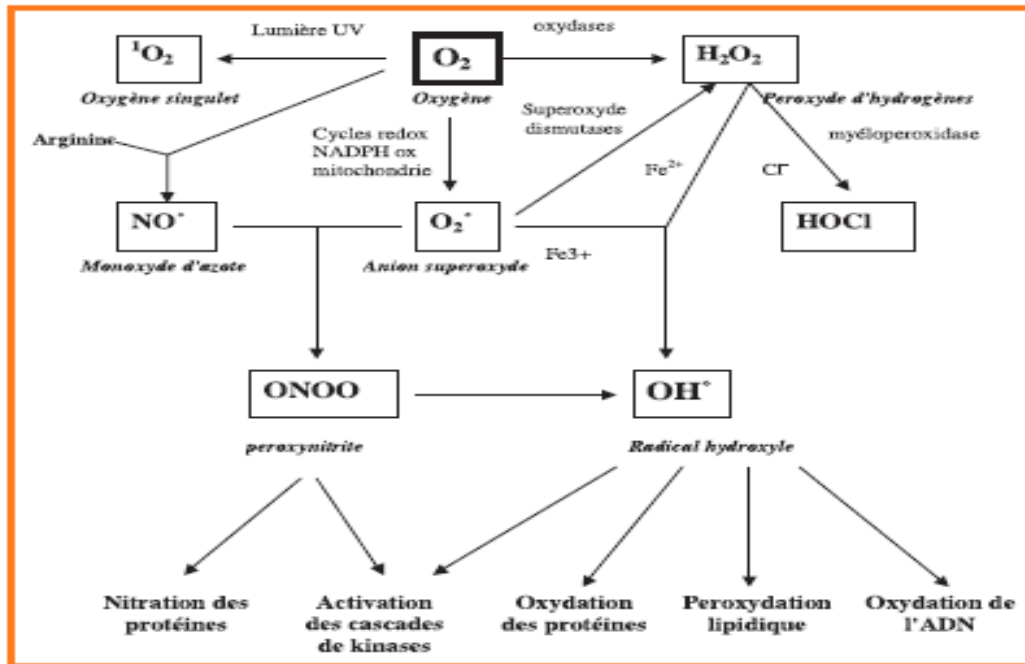 Lumière UV
oxydases
¹O₂
O₂
H₂O₂
Oxygène singulet
Oxygène
Peroxyde d'hydrogènes
Arginine
Cycles redox
NADPH ox
mitochondrie
Superoxyde
dismutases
myéloperoxidase
Fe²⁺
Cl⁻
NO°
O₂°
HOCl
Monoxyde d'azote
Anion superoxyde
Fe3+
ONOO
OH°
peroxynitrite
Radical hydroxyle
Nitration des
protéines
Activation
des cascades
de kinases
Oxydation
des protéines
Peroxydation
lipidique
Oxydation de
l'ADN